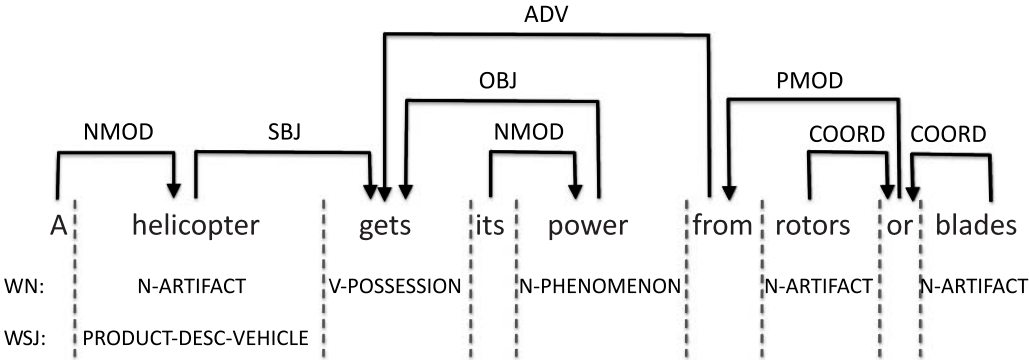 ADV
OBJ PMOD
NMOD SBJ NMOD COORD COORD
A helicopter gets its power from rotors or blades
WN: N-ARTIFACT V-POSSESSION N-PHENOMENON N-ARTIFACT N-ARTIFACT
WSJ: PRODUCT-DESC-VEHICLE